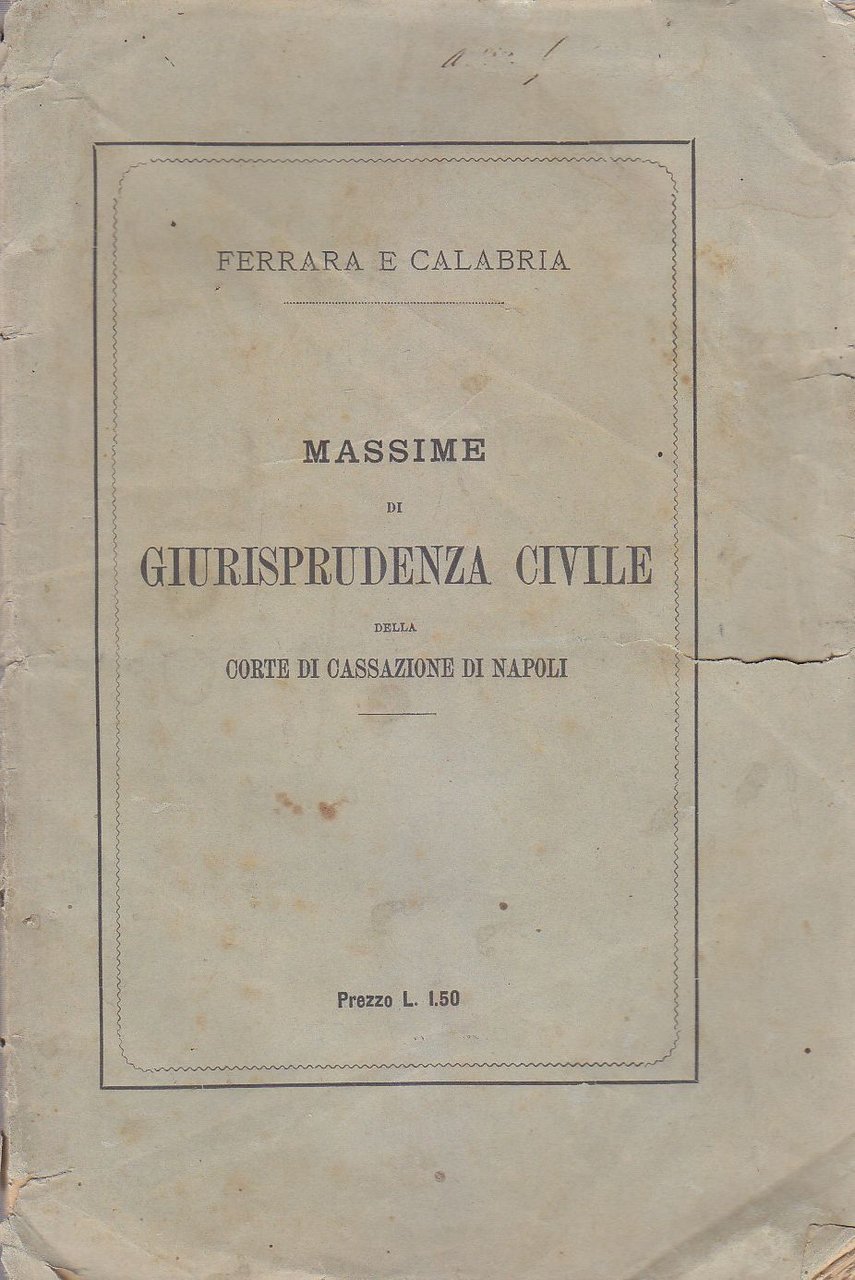 FERRARA E CALABRIA
MASSIME
DI
GIURISPRUDENZA CIVILE
DELLA
CORTE DI CASSAZIONE DI NAPOLI
Prezzo L. 1.50